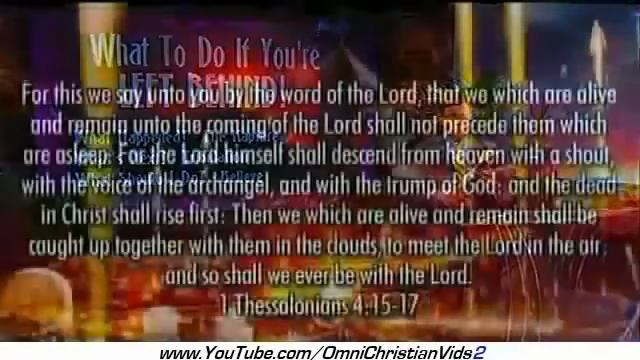 What To Do If You're
LEFT BEHIND!
For this we say unto you by the word of the Lord, that we which are alive
and remain unto the coming of the Lord shall not precede them which
are asleep. For the Lord himself shall descend from heaven with a shout,
with the voice of the archangel, and with the trump of God: and the dead
in Christ shall rise first: Then we which are alive and remain shall be
caught up together with them in the clouds, to meet the Lord in the air:
and so shall we ever be with the Lord.
1 Thessalonians 4:15-17
www.YouTube.com/OmniChristianVids2